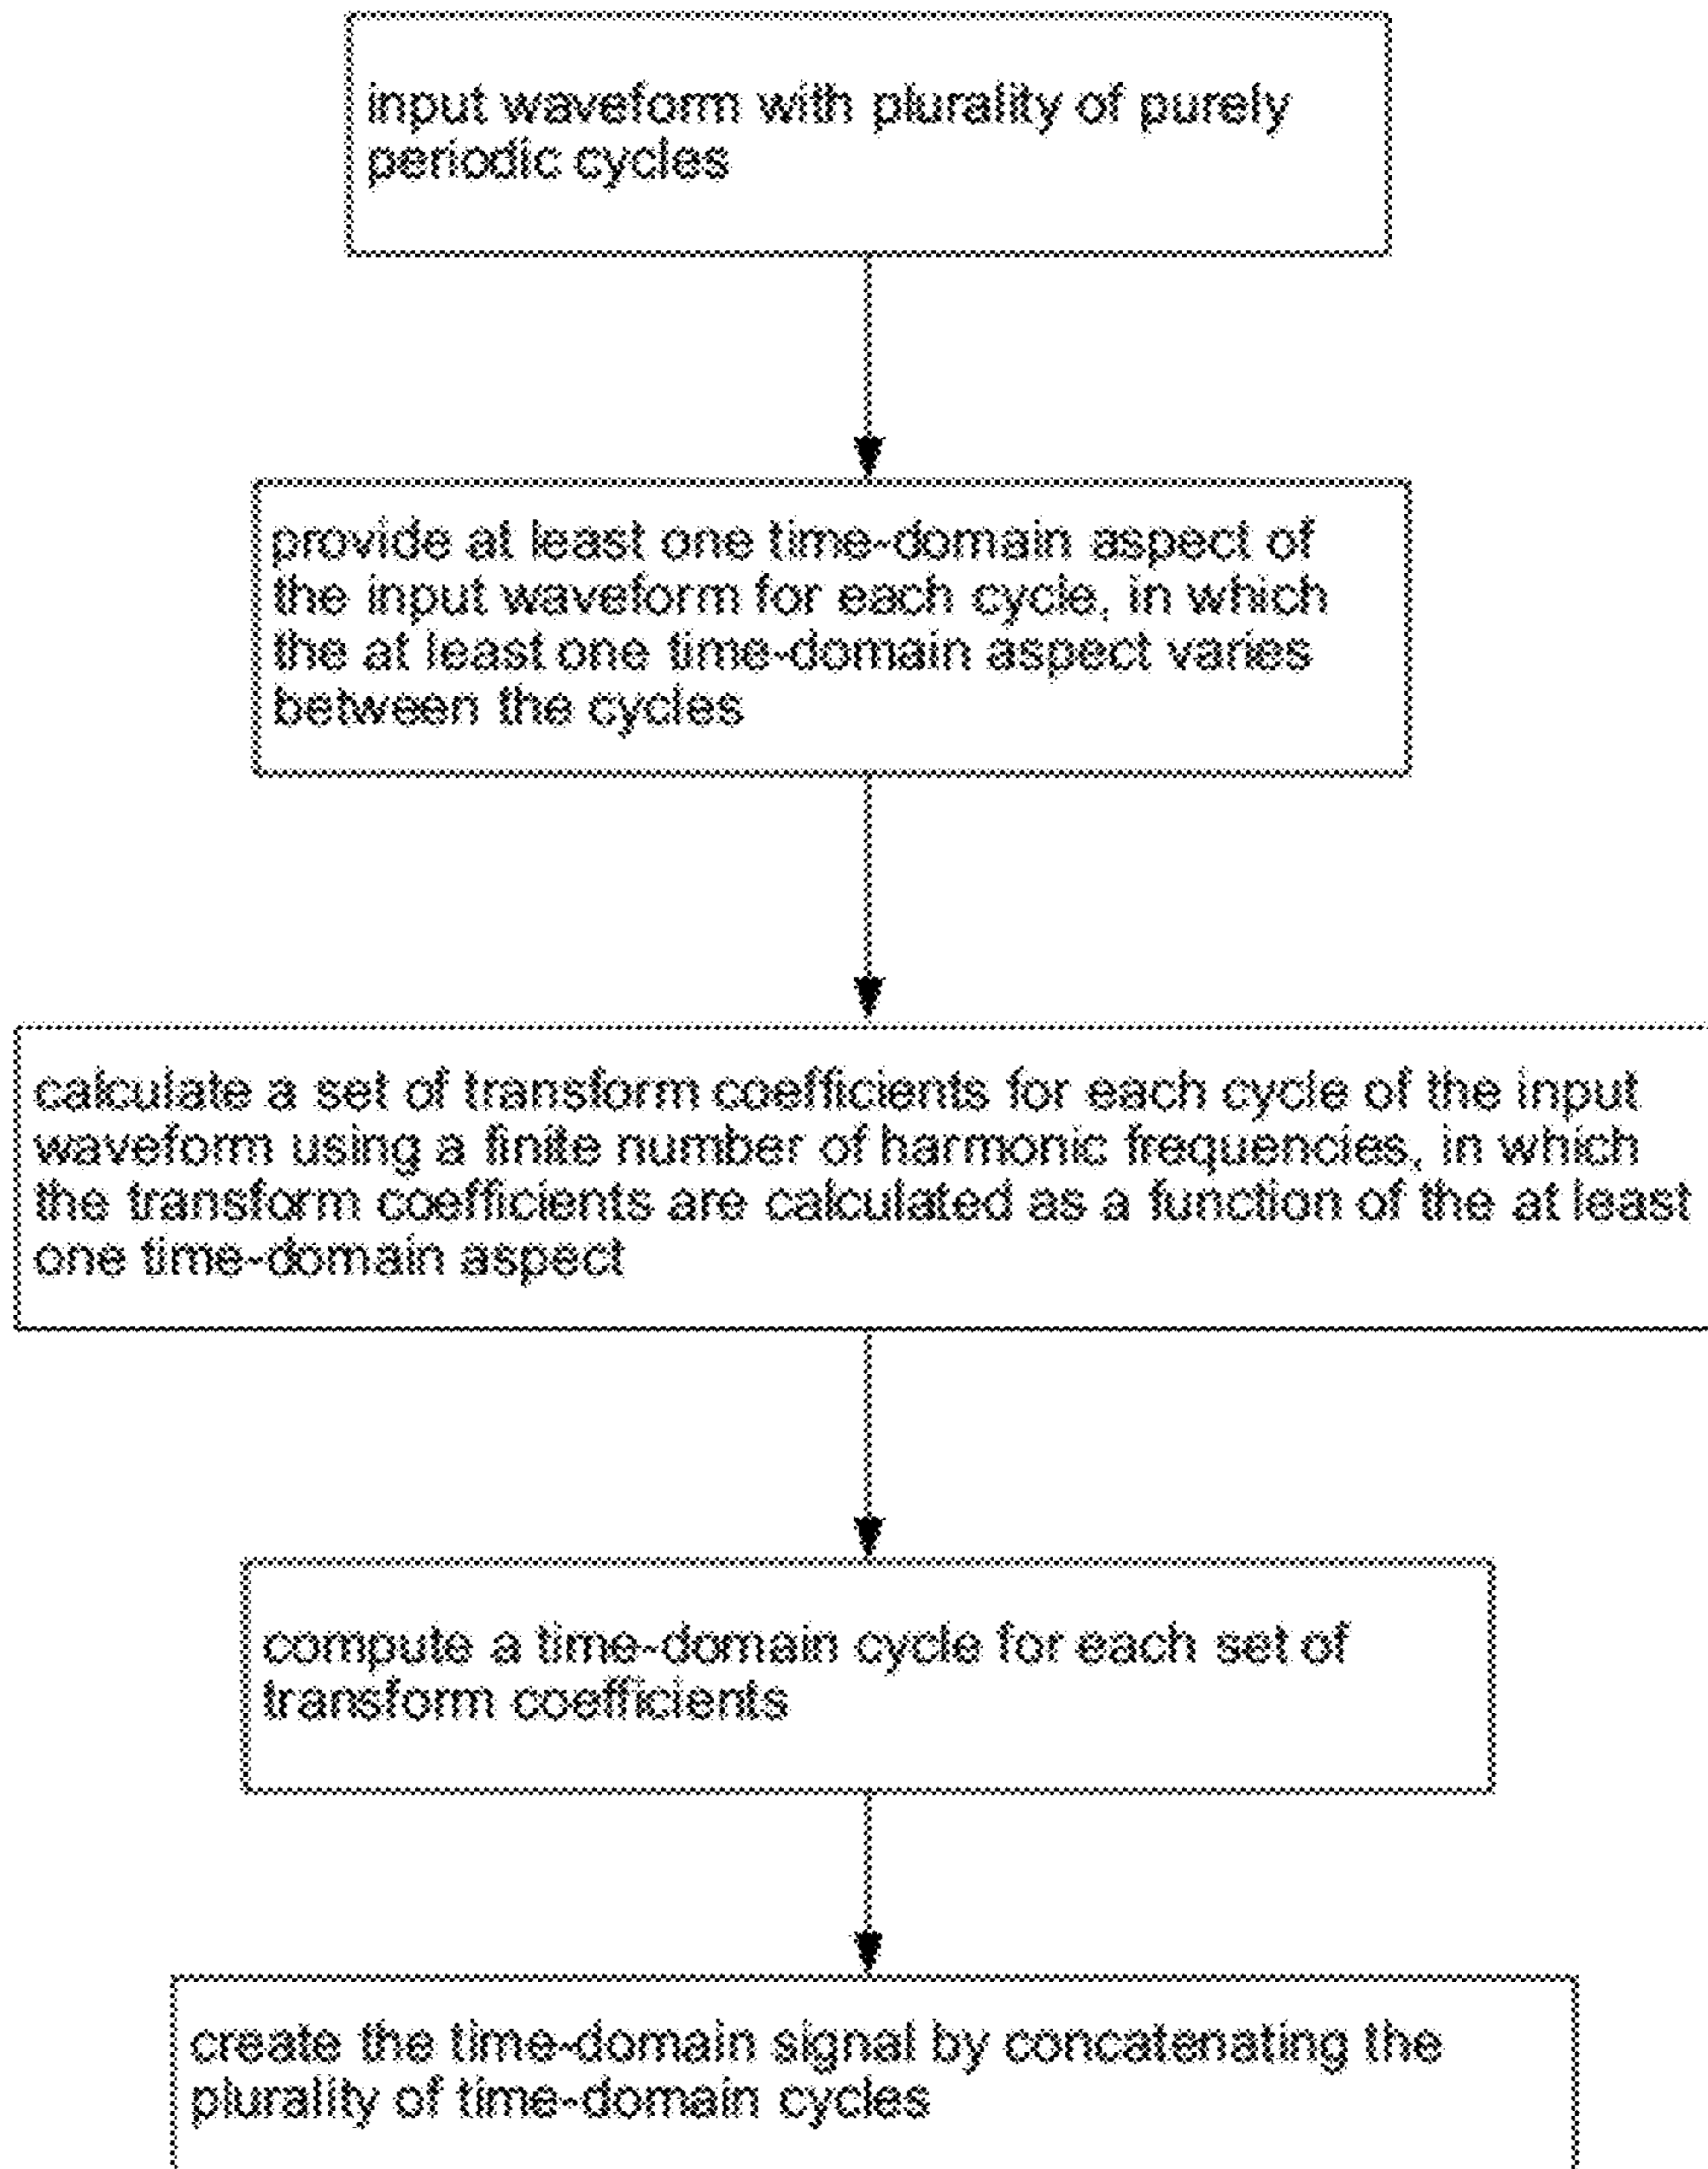 input waveform with plurality of purely
periodic cycles
provide at least one time-domain aspect of
the input waveform for each cycle, in which
the at least one time-domain aspect varies
between the cycles
calculate a set of transform coefficients for each cycle of the input
waveform using a finite number of harmonic frequencies, in which
the transform coefficients are calculated as a function of the at least
one time-domain aspect
compute a time-domain cycle for each set of
transform coefficients
create the time-domain signal by concatenating the
plurality of time-domain cycles